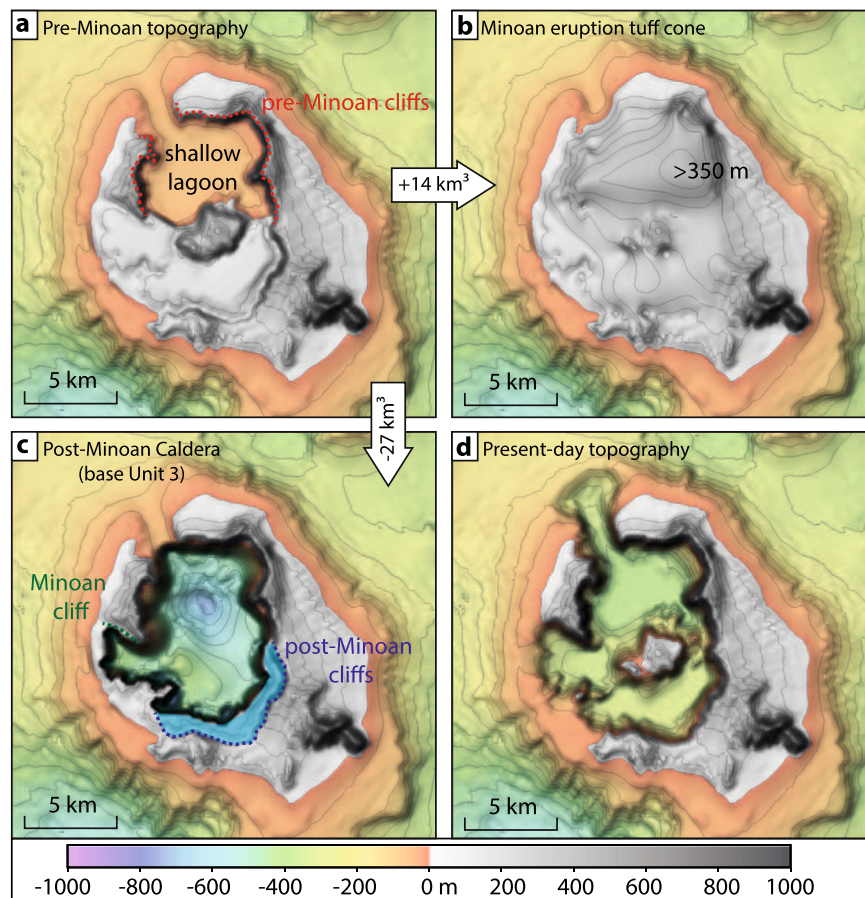 a Pre-Minoan topography
pre-Minoan cliffs
shallow
lagoon
5 km
+14 km³
b Minoan eruption tuff cone
>350 m
5 km
-27 km³
c Post-Minoan Caldera
(base Unit 3)
Minoan
cliff
post-Minoan
cliffs
5 km
d Present-day topography
5 km
-1000 -800 -600 -400 -200 0 m 200 400 600 800 1000